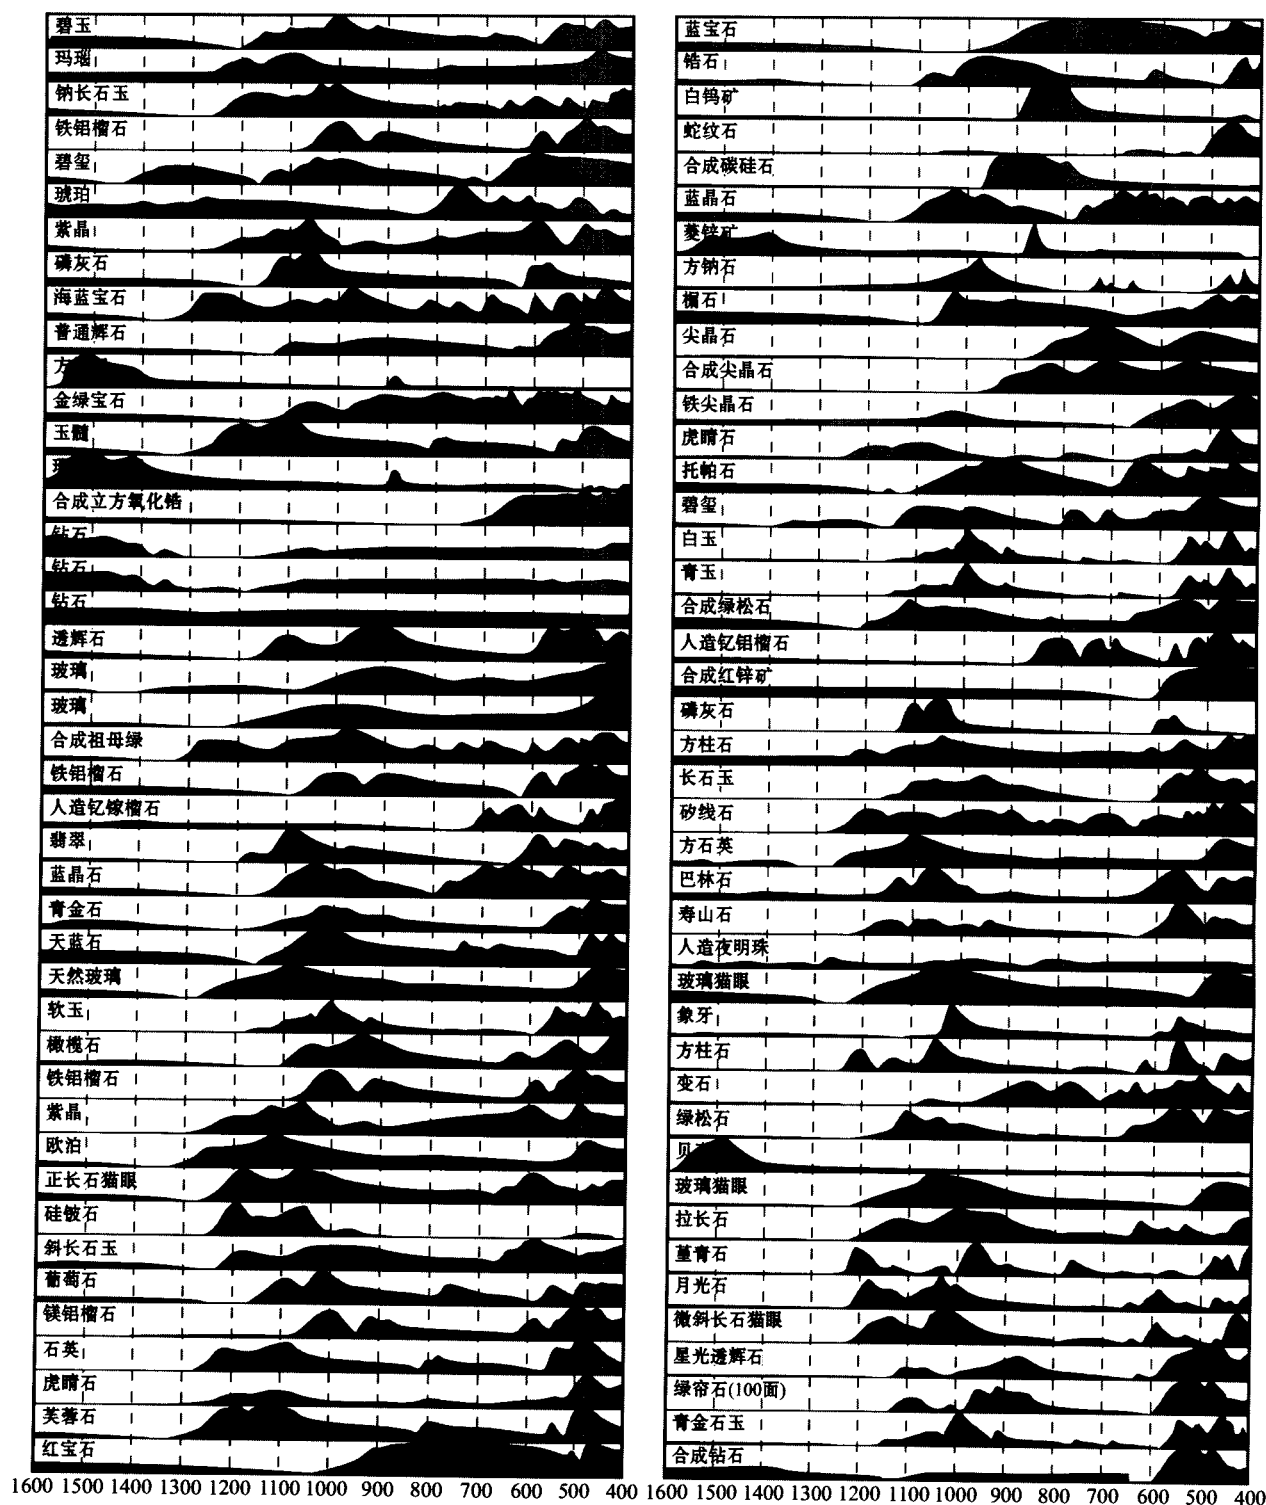 碧玉
玛瑙
钠长石玉
铁铝榴石
碧玺
琥珀
紫晶
磷灰石
海蓝宝石
普通辉石
方
金绿宝石
玉髓
合成立方氧化锆
钻石
钻石
钻石
透辉石
玻璃
玻璃
合成祖母绿
铁铝榴石
人造钇镓榴石
翡翠
蓝晶石
青金石
天蓝石
天然玻璃
软玉
橄榄石
铁铝榴石
紫晶
欧泊
正长石猫眼
硅铍石
斜长石玉
葡萄石
镁铝榴石
石英
虎睛石
芙蓉石
红宝石
1600 1500 1400 1300 1200 1100 1000 900 800 700 600 500 400
蓝宝石
锆石
白钨矿
蛇纹石
合成碳硅石
蓝晶石
菱锌矿
方钠石
榍石
尖晶石
合成尖晶石
铁尖晶石
虎睛石
托帕石
碧玺
白玉
青玉
合成绿松石
人造钇铝榴石
合成红锌矿
磷灰石
方柱石
长石玉
矽线石
方石英
巴林石
寿山石
人造夜明珠
玻璃猫眼
象牙
方柱石
变石
绿松石
贝
玻璃猫眼
拉长石
堇青石
月光石
微斜长石猫眼
星光透辉石
绿帘石(100面)
青金石玉
合成钻石
1600 1500 1400 1300 1200 1100 1000 900 800 700 600 500 400